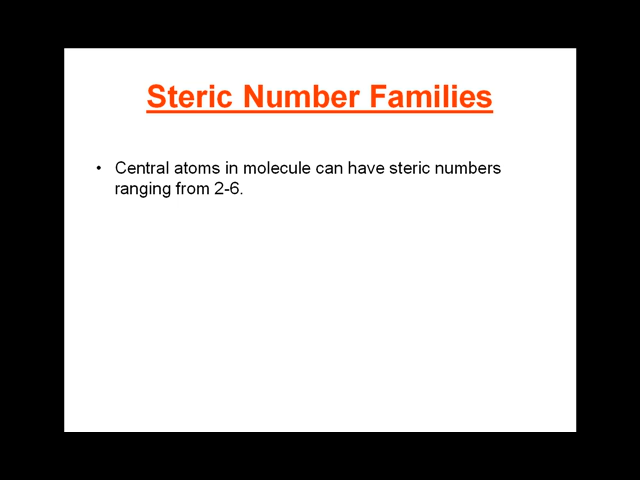 Steric Number Families
• Central atoms in molecule can have steric numbers
ranging from 2-6.